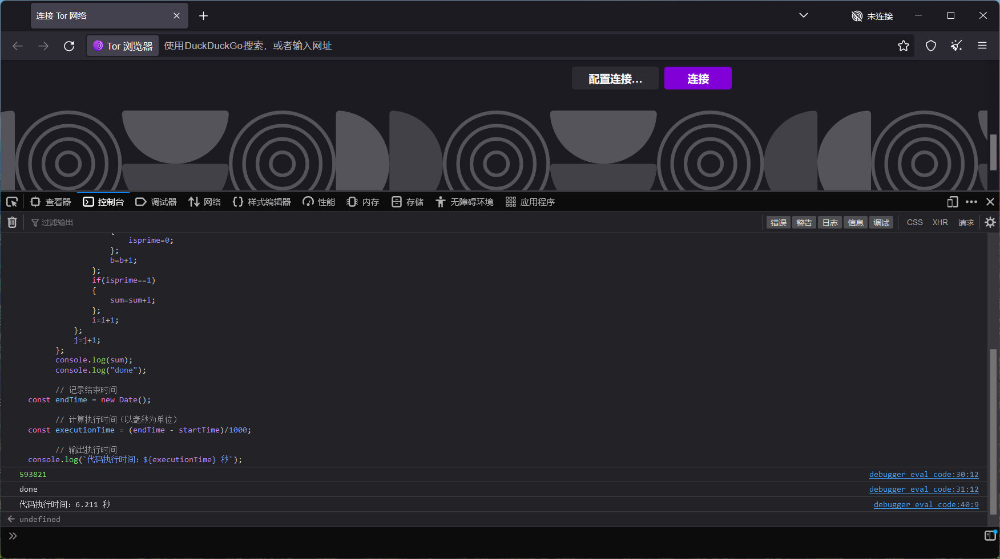 连接 Tor 网络
未连接
Tor 浏览器
使用DuckDuckGo搜索，或者输入网址
配置连接...
连接
查看器
控制台
调试器
网络
样式编辑器
性能
内存
存储
无障碍环境
应用程序
过滤输出
错误
警告
日志
信息
调试
CSS
XHR
请求
{
isprime=0;
};
b=b+1;
};
if(isprime==1)
{
sum=sum+i;
};
i=i+1;
};
j=j+1;
};
console.log(sum);
console.log("done");
// 记录结束时间
const endTime = new Date();
// 计算执行时间（以毫秒为单位）
const executionTime = (endTime - startTime)/1000;
// 输出执行时间
console.log(`代码执行时间: ${executionTime} 秒`);
593821
debugger eval code:30:12
done
debugger eval code:31:12
代码执行时间: 6.211 秒
debugger eval code:40:9
undefined